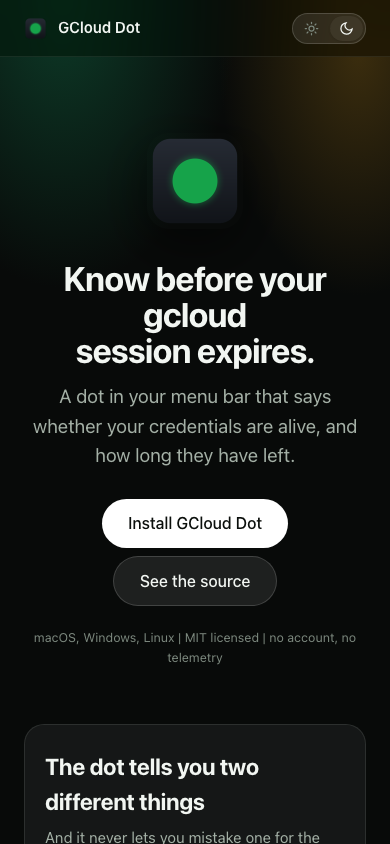 GCloud Dot
Know before your
gcloud
session expires.
A dot in your menu bar that says
whether your credentials are alive, and
how long they have left.
Install GCloud Dot
See the source
macOS, Windows, Linux | MIT licensed | no account, no
telemetry
The dot tells you two
different things
And it never lets you mistake one for the